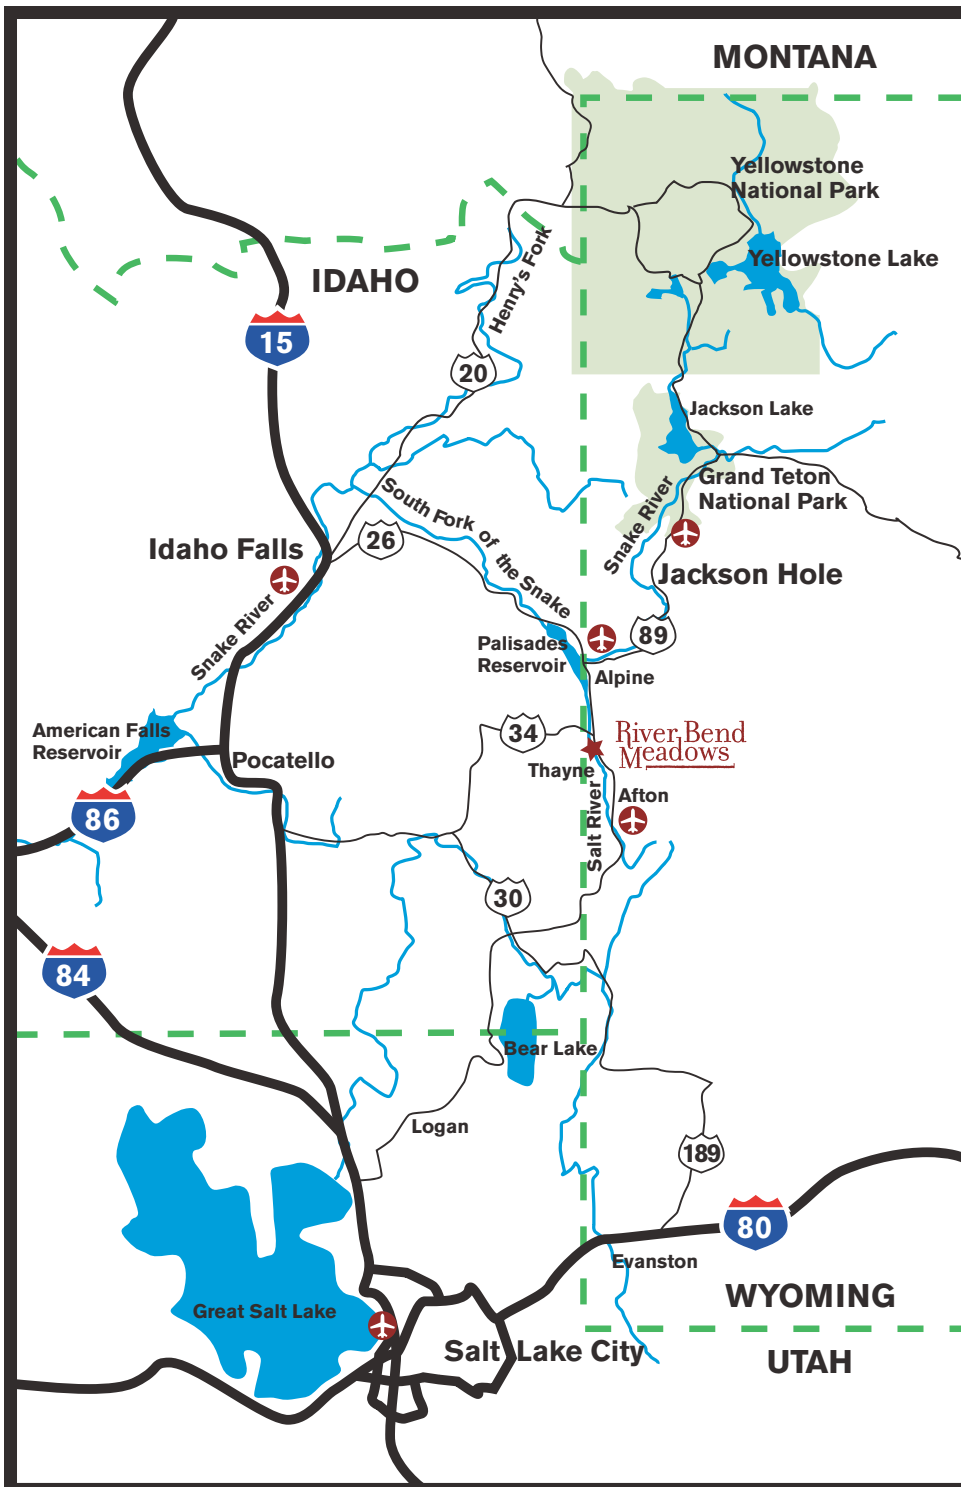 MONTANA
Yellowstone
National Park
Yellowstone Lake
IDAHO
Henry's Fork
15
20
Jackson Lake
Grand Teton
National Park
Snake River
South Fork of the Snake
26
Idaho Falls
Jackson Hole
Snake River
89
Palisades
Reservoir
Alpine
American Falls
Reservoir
34
River Bend
Meadows
Pocatello
Thayne
Afton
86
Salt River
30
84
Bear Lake
Logan
189
80
Evanston
WYOMING
Great Salt Lake
Salt Lake City
UTAH